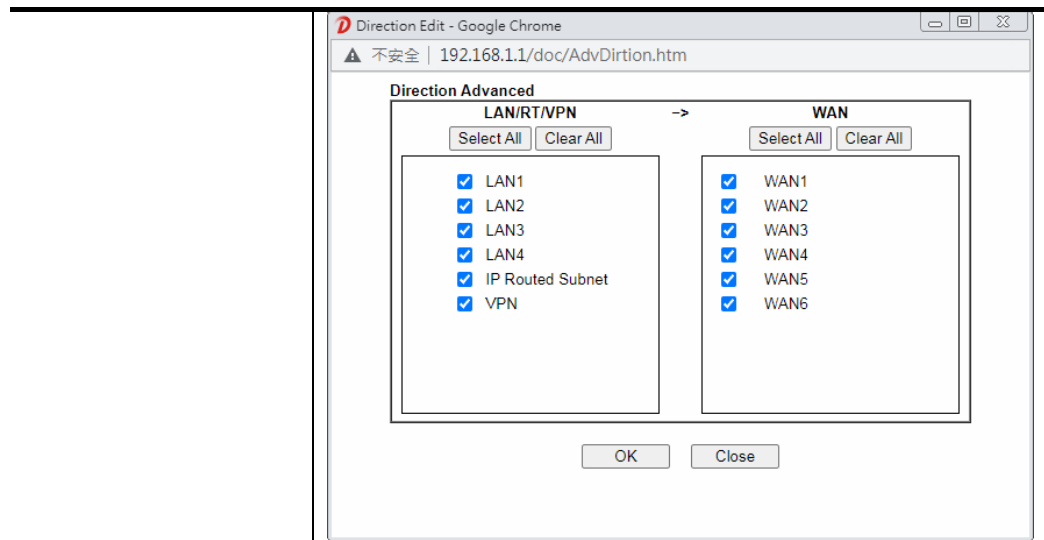 Direction Edit - Google Chrome
不安全 | 192.168.1.1/doc/AdvDirtion.htm
Direction Advanced
LAN/RT/VPN -> WAN
Select All Clear All Select All Clear All
LAN1 WAN1
LAN2 WAN2
LAN3 WAN3
LAN4 WAN4
IP Routed Subnet WAN5
VPN WAN6
OK Close